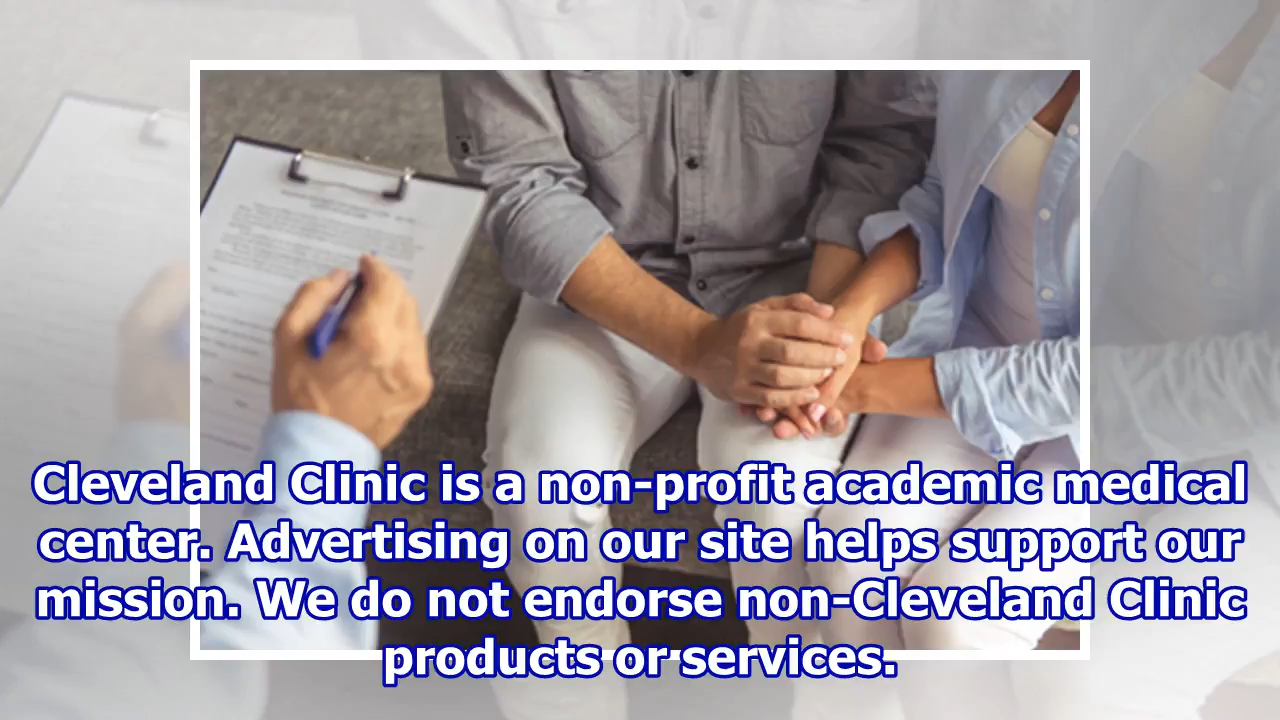 Cleveland Clinic is a non-profit academic medical
center. Advertising on our site helps support our
mission. We do not endorse non-Cleveland Clinic
products or services.